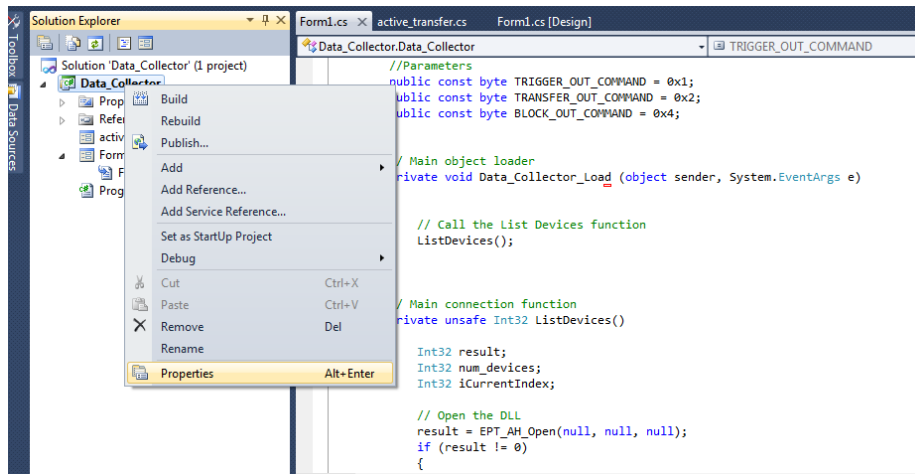 Toolbox
Data Sources
Solution Explorer
Solution 'Data_Collector' (1 project)
Data_Collector
Prop
Refe
activ
Form
F
Prog
Build
Rebuild
Publish...
Add
Add Reference...
Add Service Reference...
Set as StartUp Project
Debug
Cut Ctrl+X
Paste Ctrl+V
Remove Del
Rename
Properties Alt+Enter
Form1.cs active_transfer.cs Form1.cs [Design]
Data_Collector.Data_Collector TRIGGER_OUT_COMMAND
//Parameters
public const byte TRIGGER_OUT_COMMAND = 0x1;
ublic const byte TRANSFER_OUT_COMMAND = 0x2;
ublic const byte BLOCK_OUT_COMMAND = 0x4;
/ Main object loader
rivate void Data_Collector_Load (object sender, System.EventArgs e)
// Call the List Devices function
ListDevices();
/ Main connection function
rivate unsafe Int32 ListDevices()
Int32 result;
Int32 num_devices;
Int32 iCurrentIndex;
// Open the DLL
result = EPT_AH_Open(null, null, null);
if (result != 0)
{